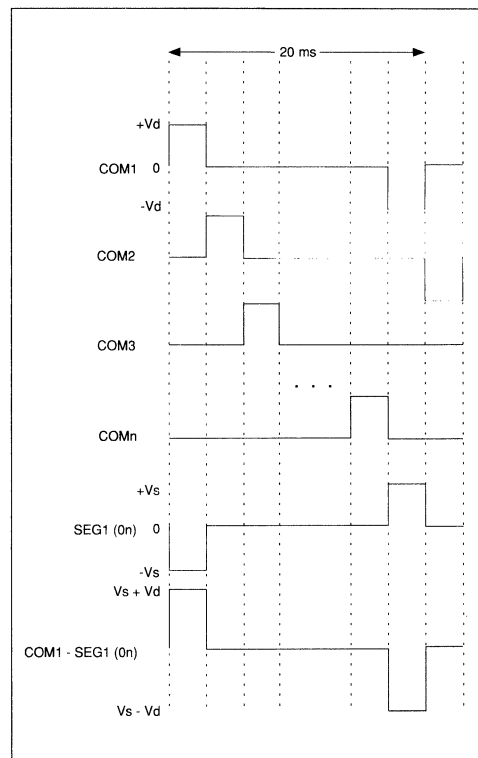 20 ms
+Vd
COM1 0
-Vd
COM2
COM3
. . .
COMn
+Vs
SEG1 (0n) 0
-Vs
Vs + Vd
COM1 - SEG1 (0n)
Vs - Vd